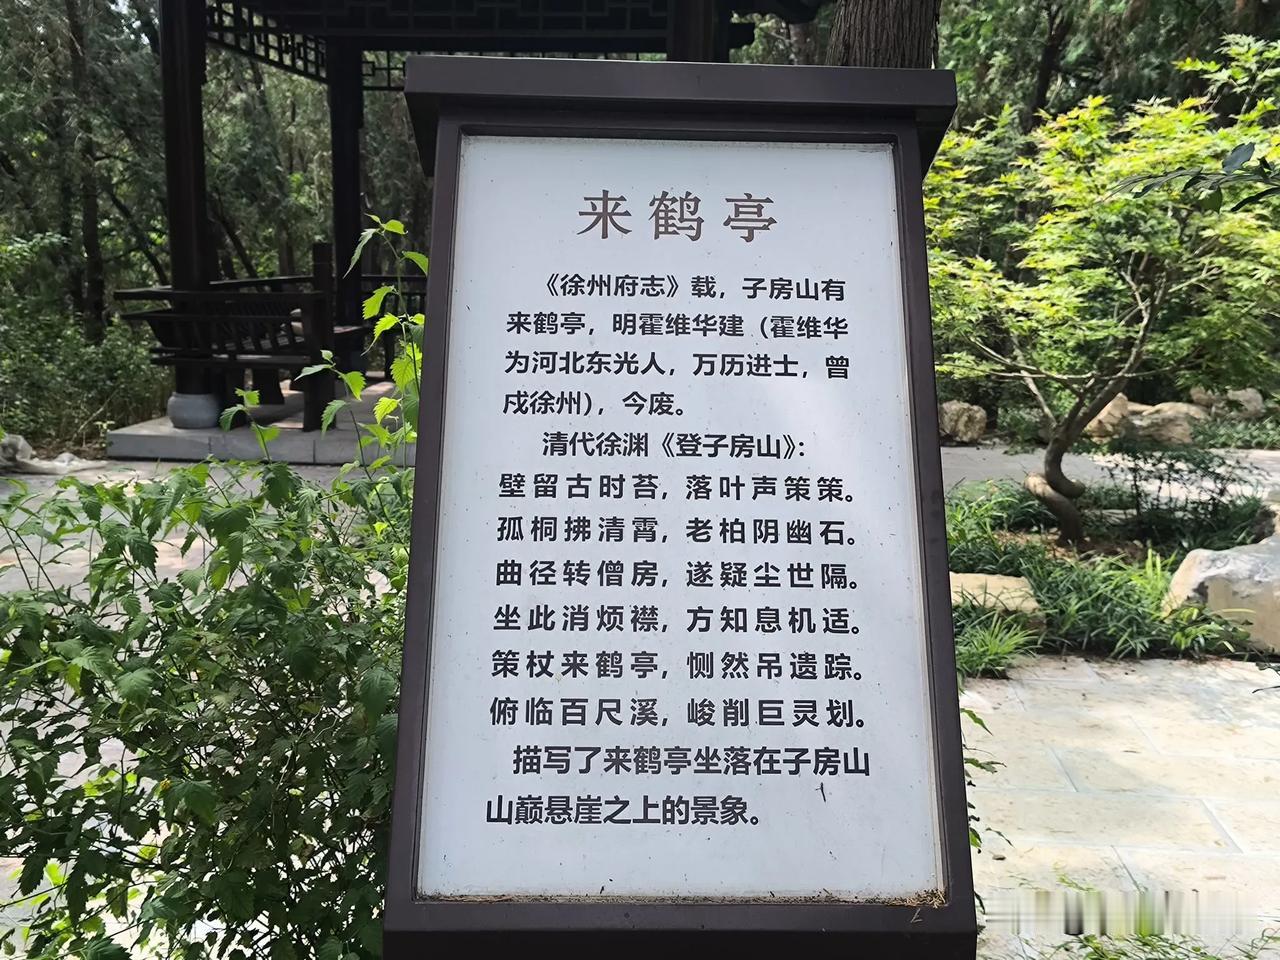 来鹤亭
《徐州府志》载，子房山有
来鹤亭，明霍维华建（霍维华
为河北东光人，万历进士，曾
戍徐州），今废。
清代徐渊《登子房山》：
壁留古时苔，落叶声策策。
孤桐拂清霄，老柏阴幽石。
曲径转僧房，遂疑尘世隔。
坐此消烦襟，方知息机适。
策杖来鹤亭，恻然吊遗踪。
俯临百尺溪，峻削巨灵划。
描写了来鹤亭坐落在子房山
山巅悬崖之上的景象。